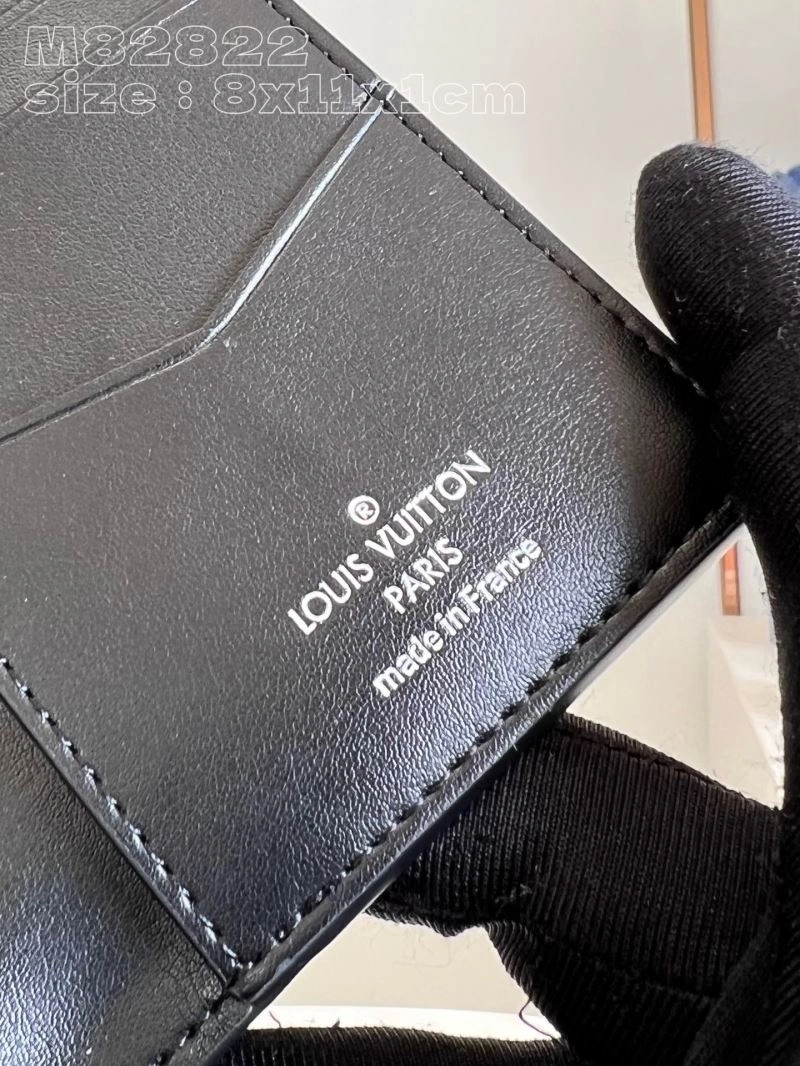 M82822
size : 8x11x1cm
®
LOUIS VUITTON
PARIS
made in France